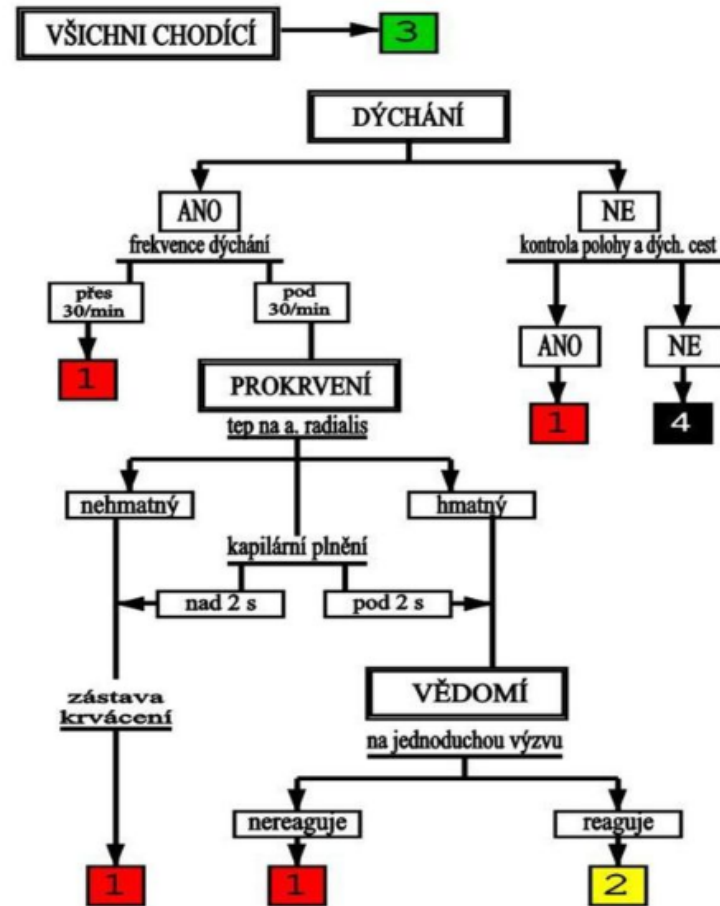 VŠICHNI CHODÍCÍ
3
DÝCHÁNÍ
ANO
NE
frekvence dýchání
kontrola polohy a dých. cest
přes
30/min
pod
30/min
ANO
NE
1
1
4
PROKRVENÍ
tep na a. radialis
nehmatný
hmatný
kapilární plnění
nad 2 s
pod 2 s
VĚDOMÍ
zástava
krvácení
na jednoduchou výzvu
nereaguje
reaguje
1
1
2